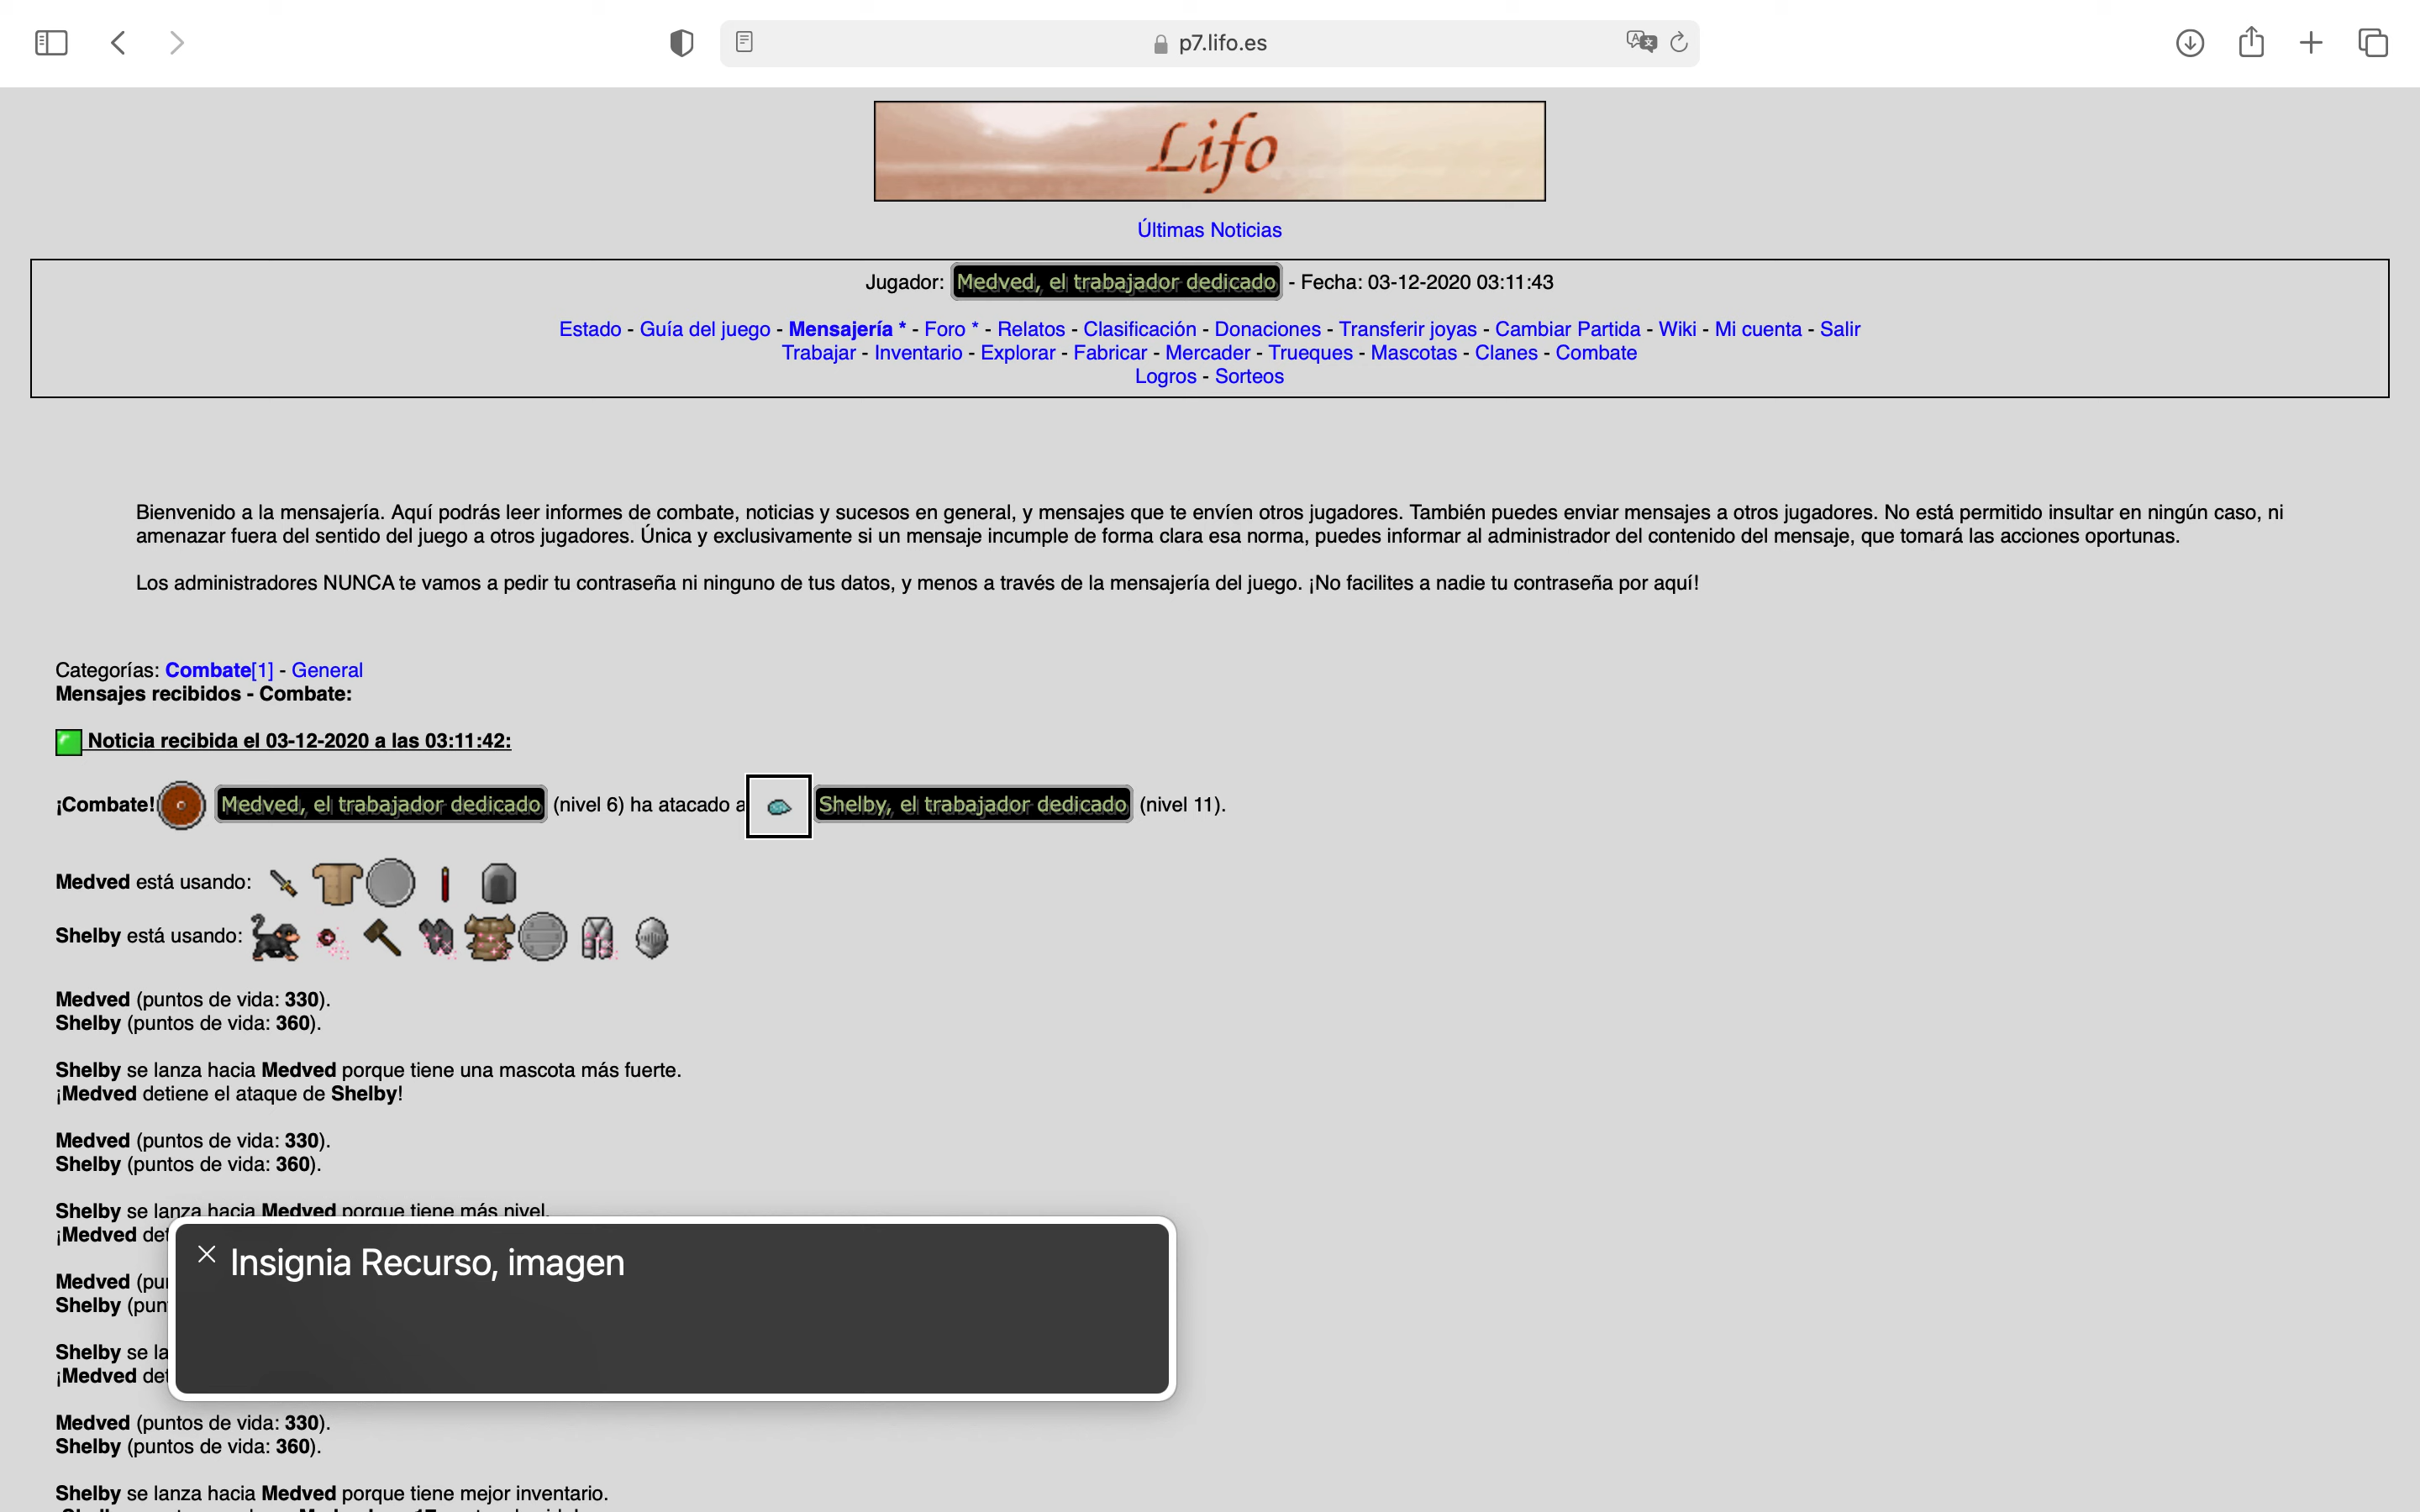 p7.lifo.es
Lifo
Últimas Noticias
Jugador: Medved, el trabajador dedicado - Fecha: 03-12-2020 03:11:43
Estado - Guía del juego - Mensajería * - Foro * - Relatos - Clasificación - Donaciones - Transferir joyas - Cambiar Partida - Wiki - Mi cuenta - Salir
Trabajar - Inventario - Explorar - Fabricar - Mercader - Trueques - Mascotas - Clanes - Combate
Logros - Sorteos
Bienvenido a la mensajería. Aquí podrás leer informes de combate, noticias y sucesos en general, y mensajes que te envíen otros jugadores. También puedes enviar mensajes a otros jugadores. No está permitido insultar en ningún caso, ni
amenazar fuera del sentido del juego a otros jugadores. Única y exclusivamente si un mensaje incumple de forma clara esa norma, puedes informar al administrador del contenido del mensaje, que tomará las acciones oportunas.
Los administradores NUNCA te vamos a pedir tu contraseña ni ninguno de tus datos, y menos a través de la mensajería del juego. ¡No facilites a nadie tu contraseña por aquí!
Categorías: Combate[1] - General
Mensajes recibidos - Combate:
Noticia recibida el 03-12-2020 a las 03:11:42:
¡Combate! Medved, el trabajador dedicado (nivel 6) ha atacado a Shelby, el trabajador dedicado (nivel 11).
Medved está usando:
Shelby está usando:
Medved (puntos de vida: 330).
Shelby (puntos de vida: 360).
Shelby se lanza hacia Medved porque tiene una mascota más fuerte.
¡Medved detiene el ataque de Shelby!
Medved (puntos de vida: 330).
Shelby (puntos de vida: 360).
Shelby se lanza hacia Medved porque tiene más nivel.
¡Medved
Medved
Shelby
Shelby se
¡Medved
Insignia Recurso, imagen
Medved (puntos de vida: 330).
Shelby (puntos de vida: 360).
Shelby se lanza hacia Medved porque tiene mejor inventario.